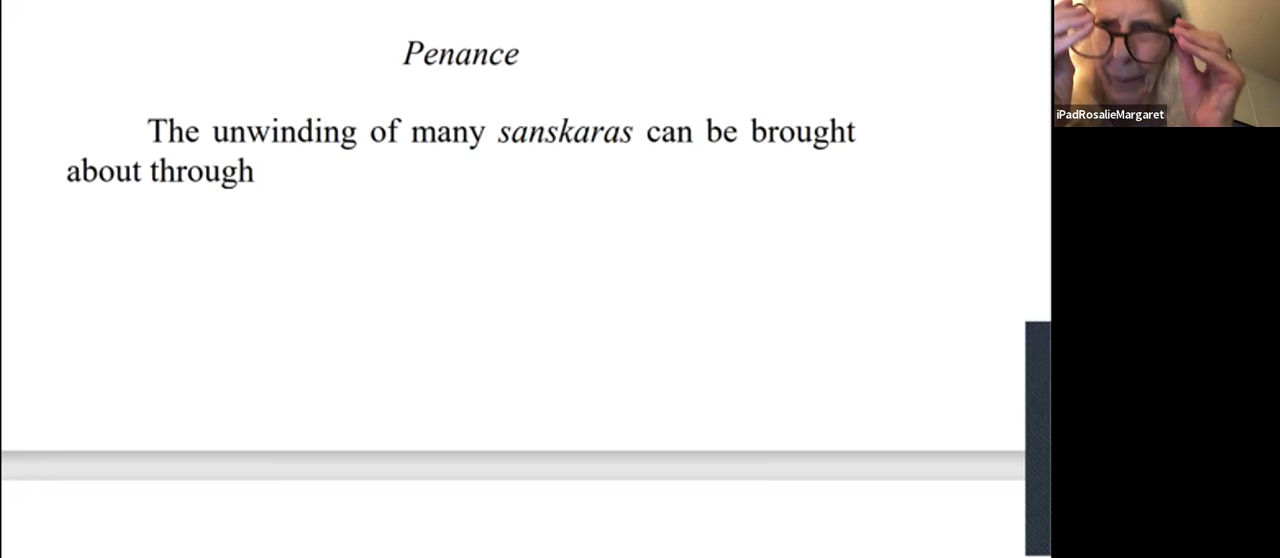 Penance
The unwinding of many sanskaras can be brought
about through
iPadRosalieMargaret